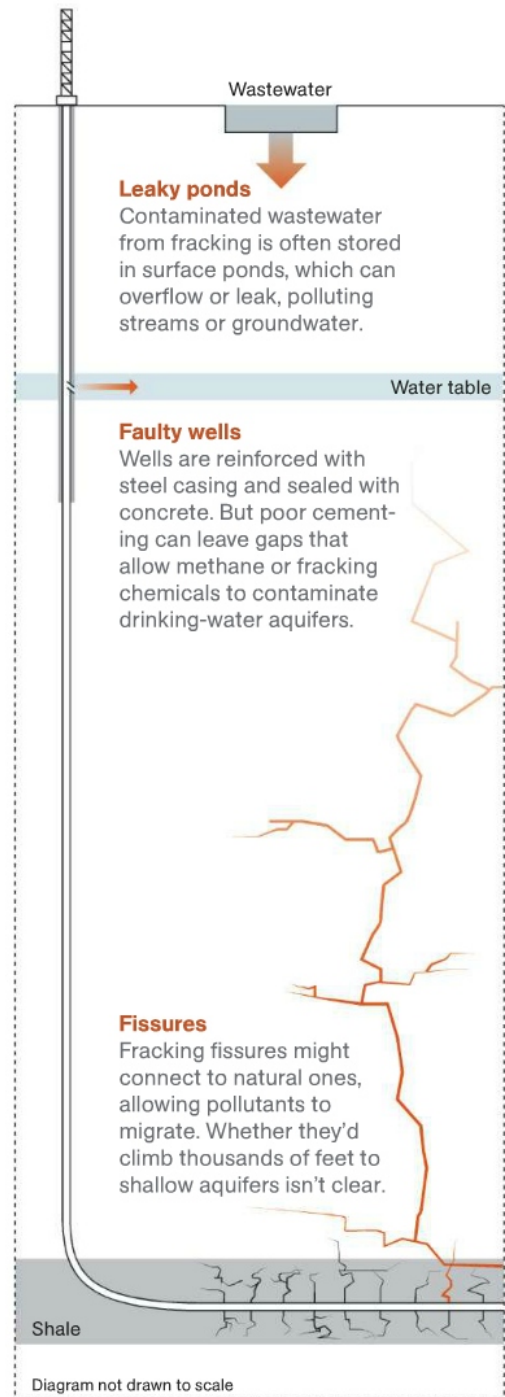 Wastewater
Leaky ponds
Contaminated wastewater
from fracking is often stored
in surface ponds, which can
overflow or leak, polluting
streams or groundwater.
Water table
Faulty wells
Wells are reinforced with
steel casing and sealed with
concrete. But poor cement-
ing can leave gaps that
allow methane or fracking
chemicals to contaminate
drinking-water aquifers.
Fissures
Fracking fissures might
connect to natural ones,
allowing pollutants to
migrate. Whether they’d
climb thousands of feet to
shallow aquifers isn’t clear.
Shale
Diagram not drawn to scale